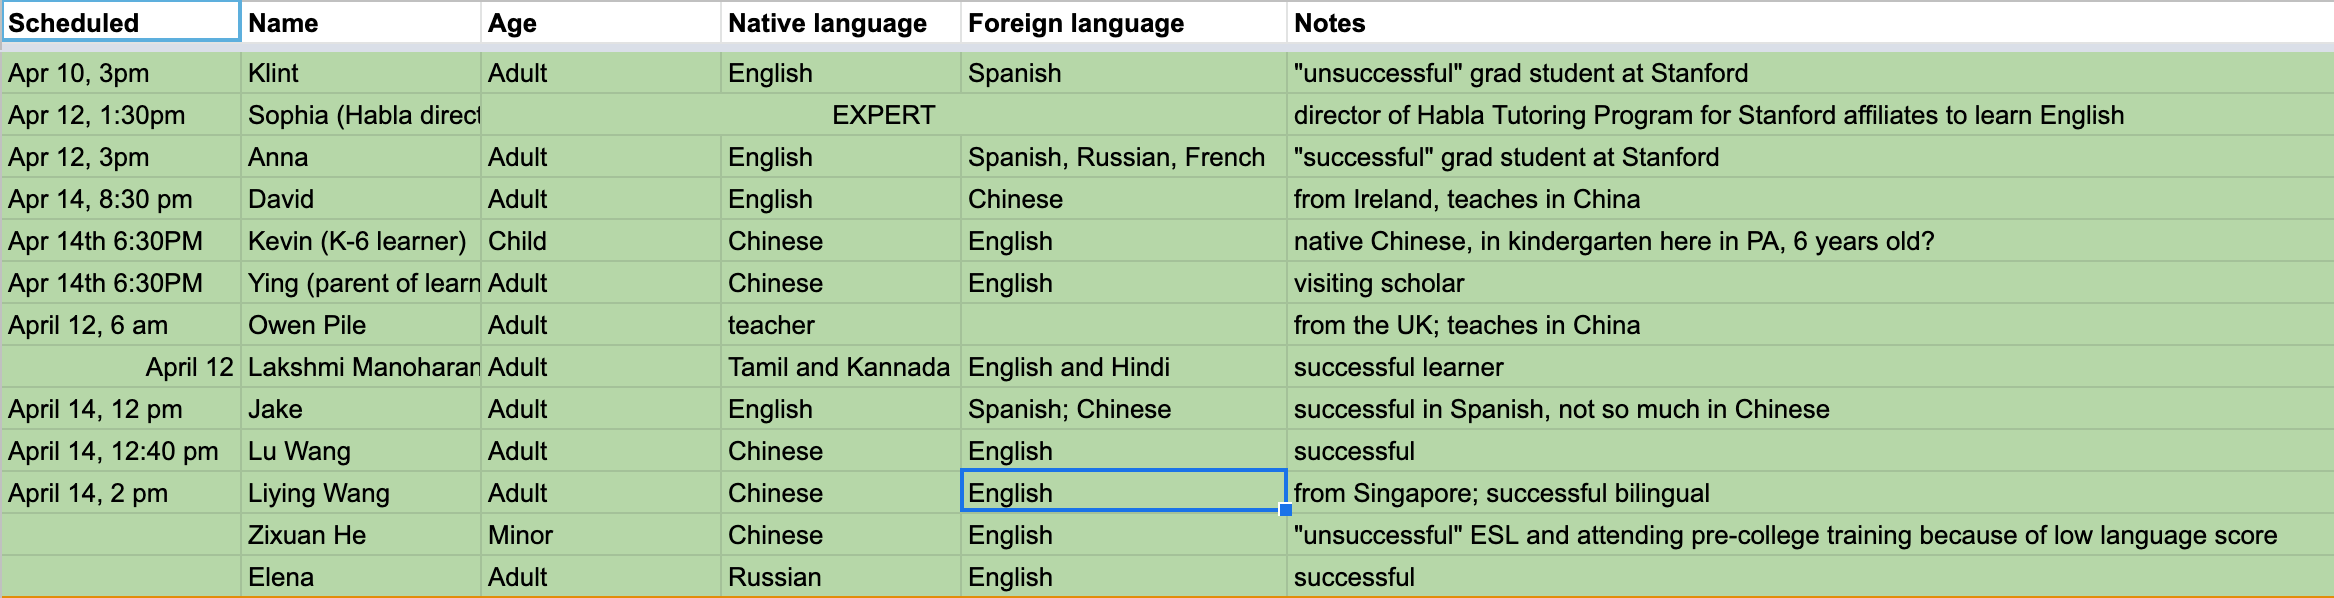 Scheduled Name Age Native language Foreign language Notes
Apr 10, 3pm Klint Adult English Spanish "unsuccessful" grad student at Stanford
Apr 12, 1:30pm Sophia (Habla direct EXPERT director of Habla Tutoring Program for Stanford affiliates to learn English
Apr 12, 3pm Anna Adult English Spanish, Russian, French "successful" grad student at Stanford
Apr 14, 8:30 pm David Adult English Chinese from Ireland, teaches in China
Apr 14th 6:30PM Kevin (K-6 learner) Child Chinese English native Chinese, in kindergarten here in PA, 6 years old?
Apr 14th 6:30PM Ying (parent of learn Adult Chinese English visiting scholar
April 12, 6 am Owen Pile Adult teacher from the UK; teaches in China
April 12 Lakshmi Manoharan Adult Tamil and Kannada English and Hindi successful learner
April 14, 12 pm Jake Adult English Spanish; Chinese successful in Spanish, not so much in Chinese
April 14, 12:40 pm Lu Wang Adult Chinese English successful
April 14, 2 pm Liying Wang Adult Chinese English from Singapore; successful bilingual
Zixuan He Minor Chinese English "unsuccessful" ESL and attending pre-college training because of low language score
Elena Adult Russian English successful